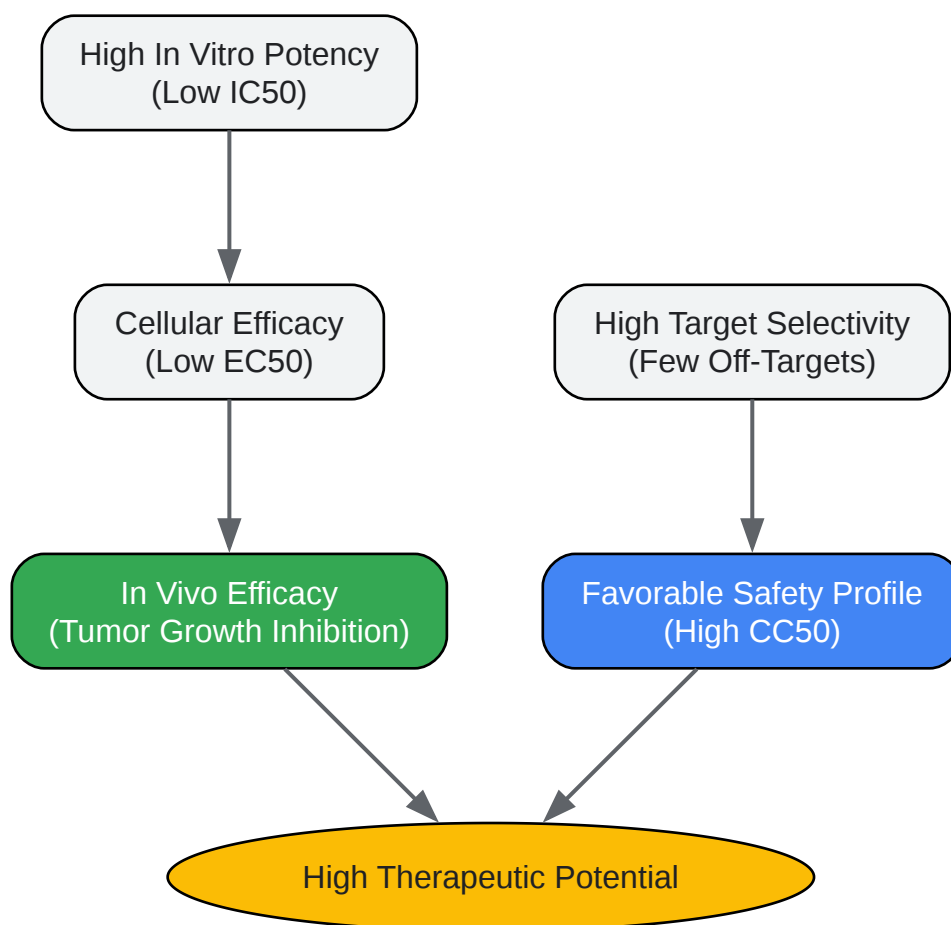 High In Vitro Potency
(Low IC50)
Cellular Efficacy
(Low EC50)
High Target Selectivity
(Few Off-Targets)
In Vivo Efficacy
(Tumor Growth Inhibition)
Favorable Safety Profile
(High CC50)
High Therapeutic Potential